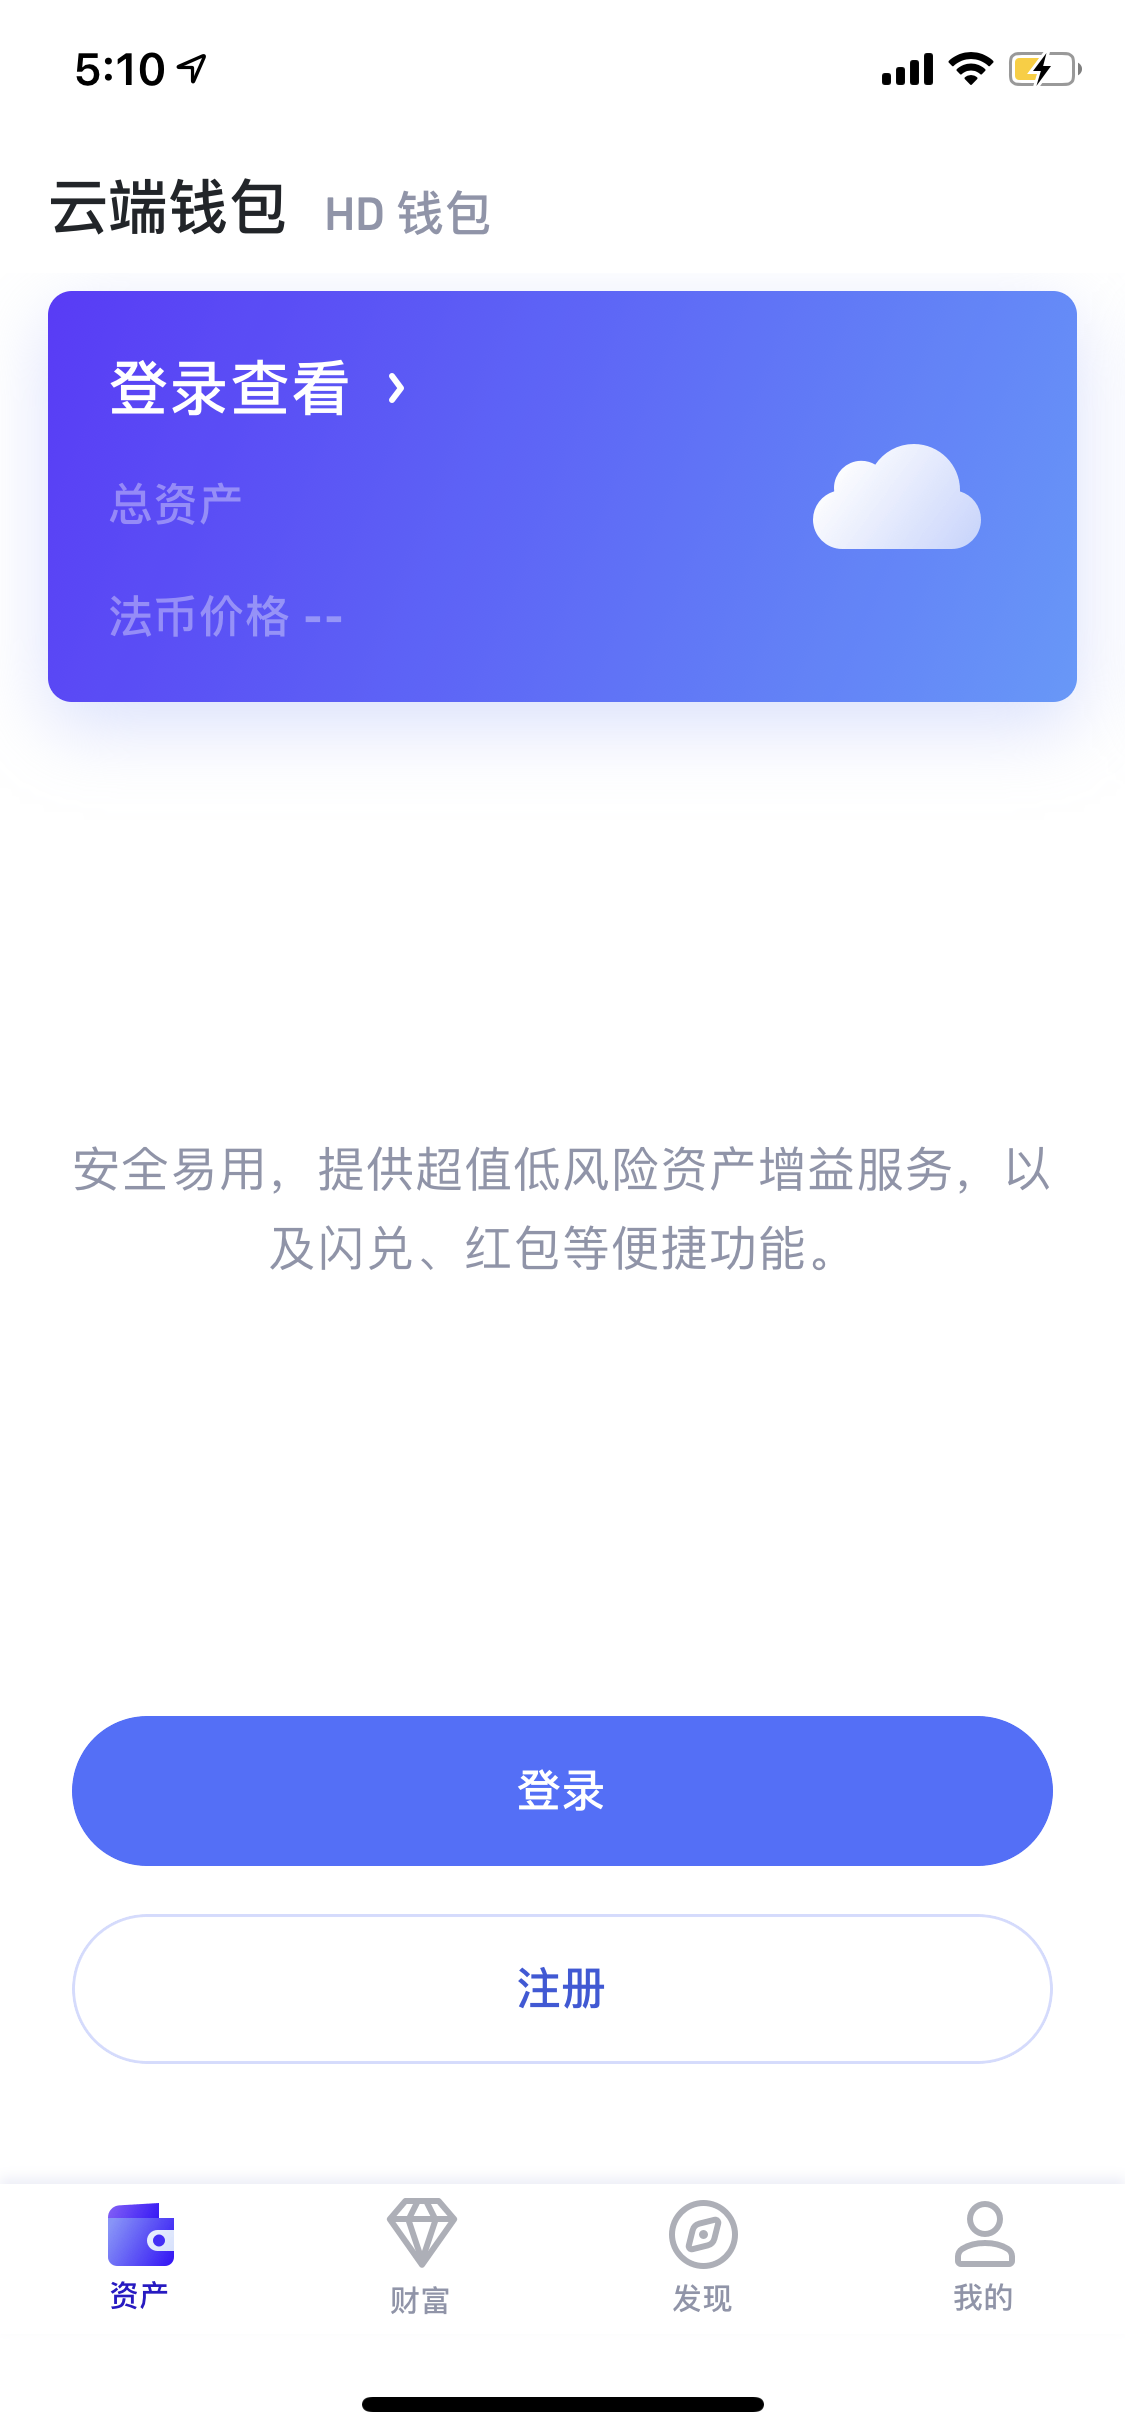 5:10
云端钱包 HD 钱包
登录查看
总资产
法币价格 --
安全易用，提供超值低风险资产增益服务，以
及闪兑、红包等便捷功能。
登录
注册
资产 财富 发现 我的